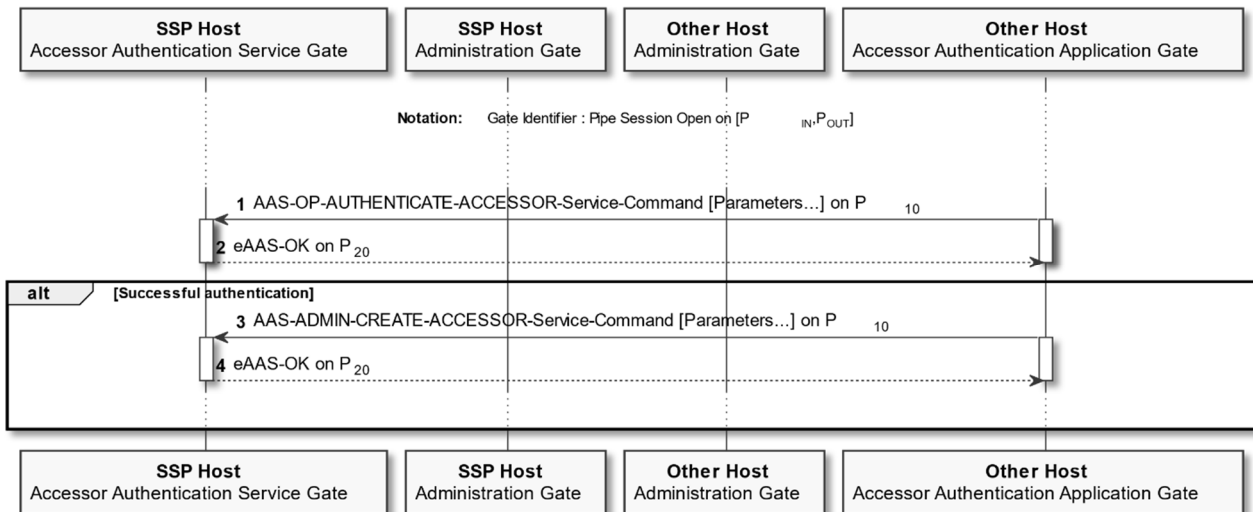 SSP Host
Accessor Authentication Service Gate
SSP Host
Administration Gate
Other Host
Administration Gate
Other Host
Accessor Authentication Application Gate
Notation: Gate Identifier : Pipe Session Open on [P IN,POUT]
1 AAS-OP-AUTHENTICATE-ACCESSOR-Service-Command [Parameters...] on P 10
2 eAAS-OK on P20
alt [Successful authentication]
3 AAS-ADMIN-CREATE-ACCESSOR-Service-Command [Parameters...] on P 10
4 eAAS-OK on P20
SSP Host
Accessor Authentication Service Gate
SSP Host
Administration Gate
Other Host
Administration Gate
Other Host
Accessor Authentication Application Gate